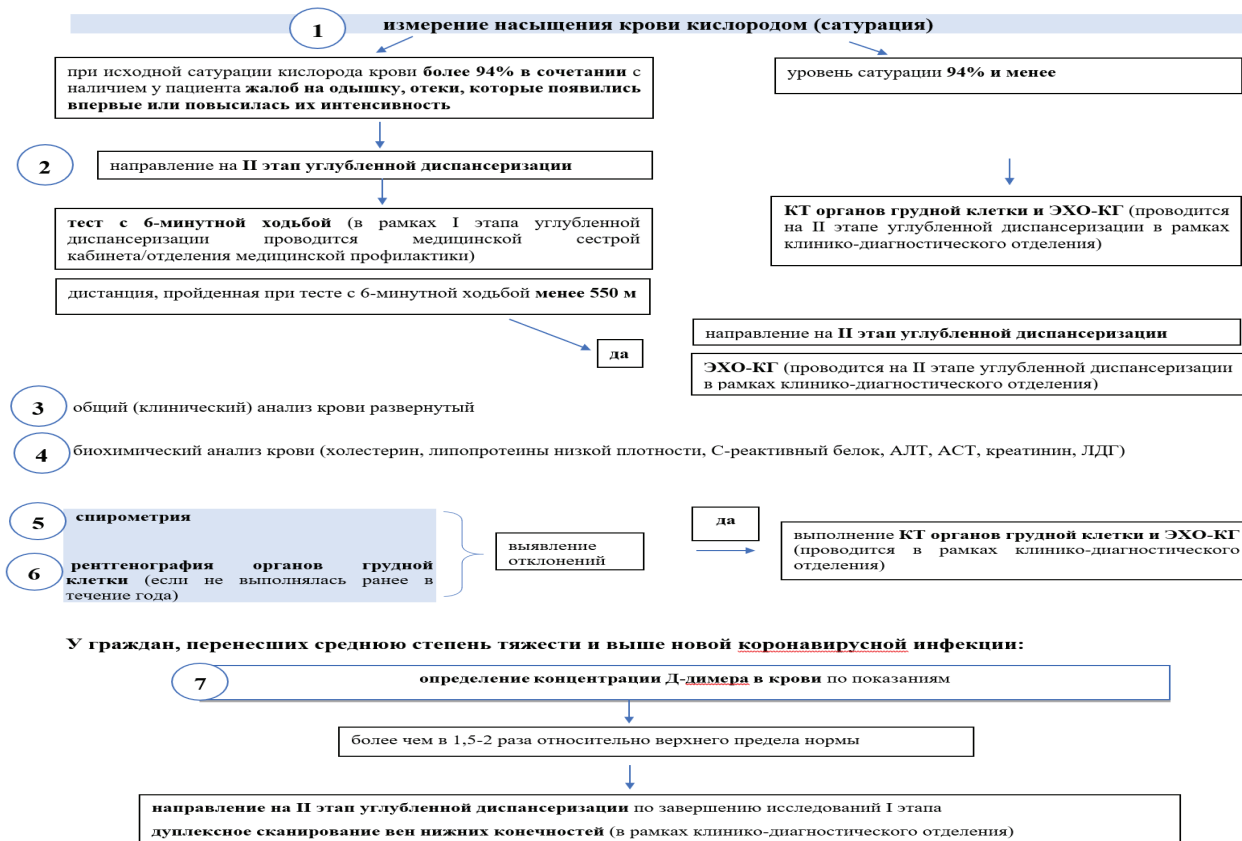 1
измерение насыщения крови кислородом (сатурация)
при исходной сатурации кислорода крови более 94% в сочетании с
наличием у пациента жалоб на одышку, отеки, которые появились
впервые или повысилась их интенсивность
уровень сатурации 94% и менее
2
направление на II этап углубленной диспансеризации
тест с 6-минутной ходьбой (в рамках I этапа углубленной
диспансеризации проводится медицинской сестрой
кабинета/отделения медицинской профилактики)
КТ органов грудной клетки и ЭХО-КГ (проводится
на II этапе углубленной диспансеризации в рамках
клинико-диагностического отделения)
дистанция, пройденная при тесте с 6-минутной ходьбой менее 550 м
да
направление на II этап углубленной диспансеризации
ЭХО-КГ (проводится на II этапе углубленной диспансеризации
в рамках клинико-диагностического отделения)
3
общий (клинический) анализ крови развернутый
4
биохимический анализ крови (холестерин, липопротеины низкой плотности, С-реактивный белок, АЛТ, АСТ, креатинин, ЛДГ)
5
спирометрия
6
рентгенография органов грудной
клетки (если не выполнялась ранее в
течение года)
выявление
отклонений
да
выполнение КТ органов грудной клетки и ЭХО-КГ
(проводится в рамках клинико-диагностического
отделения)
У граждан, перенесших среднюю степень тяжести и выше новой коронавирусной инфекции:
7
определение концентрации Д-димера в крови по показаниям
более чем в 1,5-2 раза относительно верхнего предела нормы
направление на II этап углубленной диспансеризации по завершению исследований I этапа
дуплексное сканирование вен нижних конечностей (в рамках клинико-диагностического отделения)